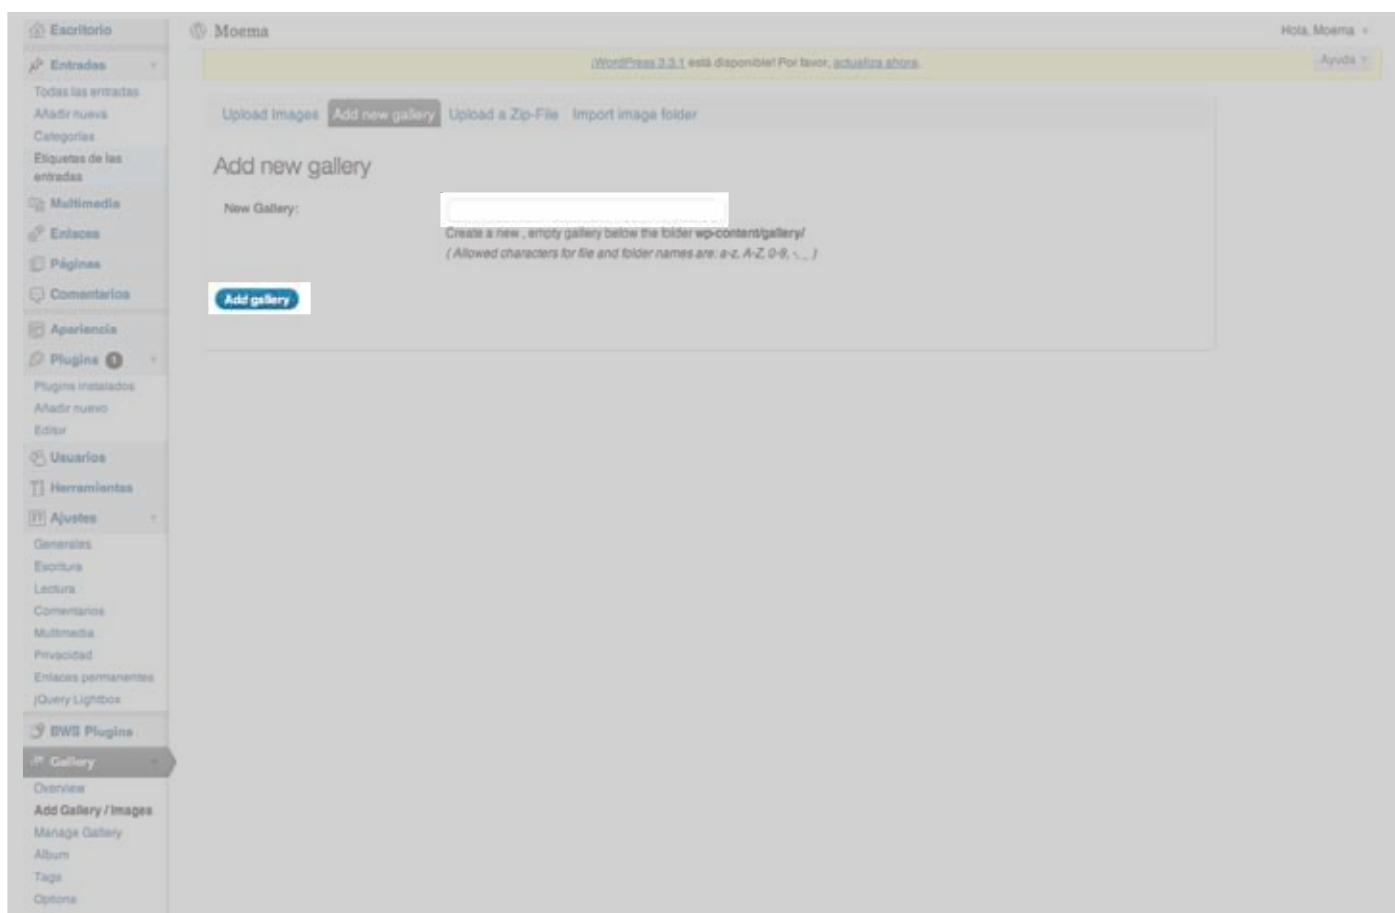 Escritorio
Moema
Hola, Moema
Entradas
¡WordPress 3.3.1 está disponible! Por favor, actualiza ahora.
Ayuda
Todas las entradas
Añadir nueva
Upload Images Add new gallery Upload a Zip-File Import image folder
Categorías
Etiquetas de las
entradas
Add new gallery
Multimedia
New Gallery:
Enlaces
Create a new , empty gallery below the folder wp-content/gallery/
( Allowed characters for file and folder names are: a-z, A-Z, 0-9, -, _ )
Páginas
Comentarios
Add gallery
Apariencia
Plugins 1
Plugins instalados
Añadir nuevo
Editor
Usuarios
Herramientas
Ajustes
Generales
Escritura
Lectura
Comentarios
Multimedia
Privacidad
Enlaces permanentes
jQuery Lightbox
BWS Plugins
Gallery
Overview
Add Gallery / Images
Manage Gallery
Album
Tags
Options